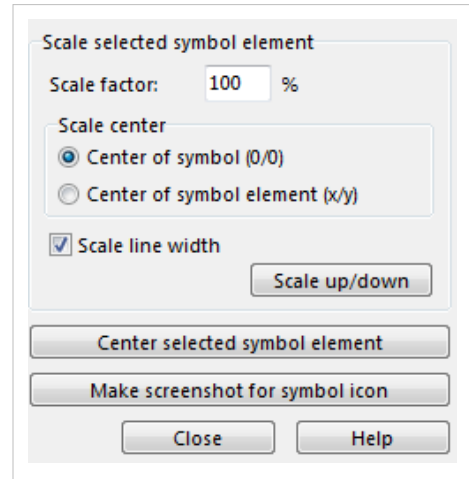 Scale selected symbol element
Scale factor: 100 %
Scale center
Center of symbol (0/0)
Center of symbol element (x/y)
Scale line width
Scale up/down
Center selected symbol element
Make screenshot for symbol icon
Close Help